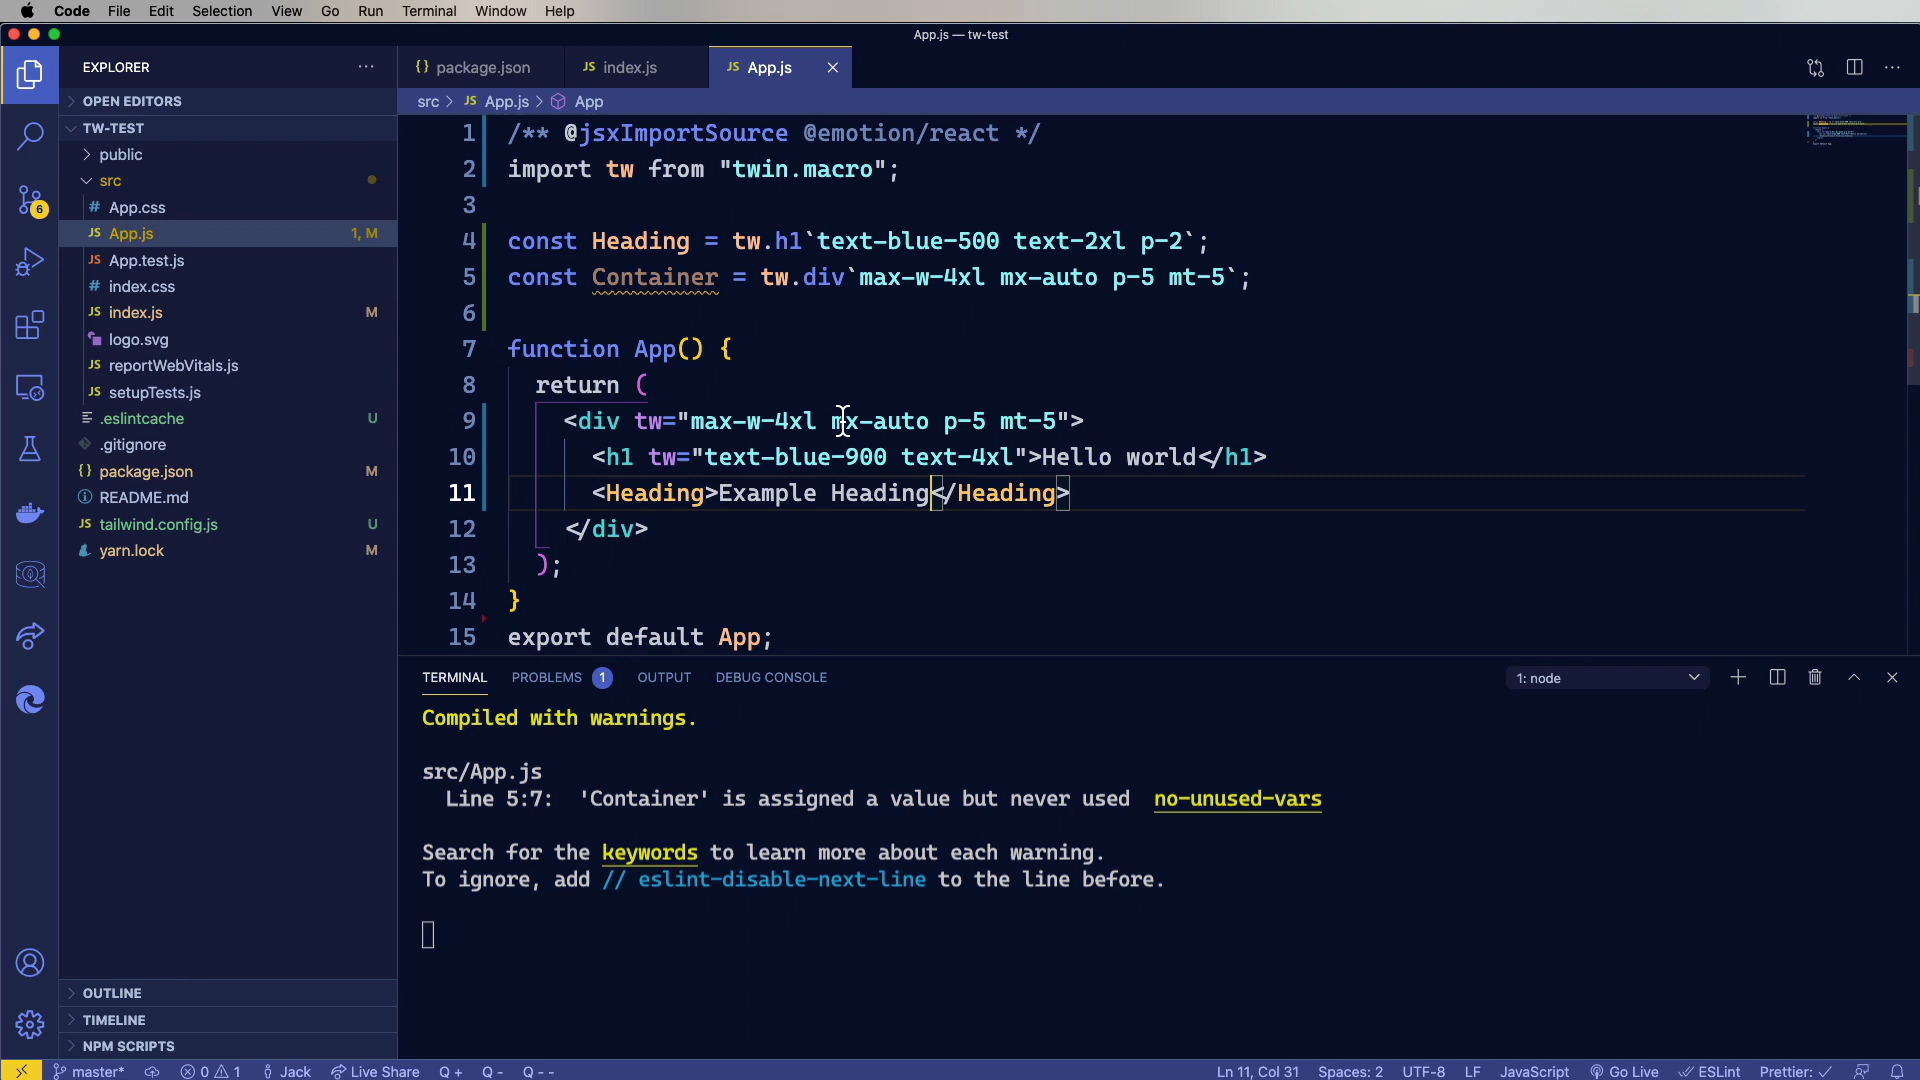 Code File Edit Selection View Go Run Terminal Window Help
App.js — tw-test
EXPLORER
OPEN EDITORS
TW-TEST
public
src
# App.css
JS App.js 1, M
JS App.test.js
# index.css
JS index.js M
logo.svg
JS reportWebVitals.js
JS setupTests.js
.eslintcache U
.gitignore
{} package.json M
README.md
JS tailwind.config.js U
yarn.lock M
OUTLINE
TIMELINE
NPM SCRIPTS
6
{} package.json JS index.js JS App.js
src > JS App.js > App
1 /** @jsxImportSource @emotion/react */
2 import tw from "twin.macro";
3
4 const Heading = tw.h1`text-blue-500 text-2xl p-2`;
5 const Container = tw.div`max-w-4xl mx-auto p-5 mt-5`;
6
7 function App() {
8 return (
9 <div tw="max-w-4xl mx-auto p-5 mt-5">
10 <h1 tw="text-blue-900 text-4xl">Hello world</h1>
11 <Heading>Example Heading</Heading>
12 </div>
13 );
14 }
15 export default App;
TERMINAL PROBLEMS 1 OUTPUT DEBUG CONSOLE 1: node
Compiled with warnings.
src/App.js
Line 5:7: 'Container' is assigned a value but never used no-unused-vars
Search for the keywords to learn more about each warning.
To ignore, add // eslint-disable-next-line to the line before.
master* 0 1 Jack Live Share Q + Q - Q - - Ln 11, Col 31 Spaces: 2 UTF-8 LF JavaScript Go Live ESLint Prettier: ✓